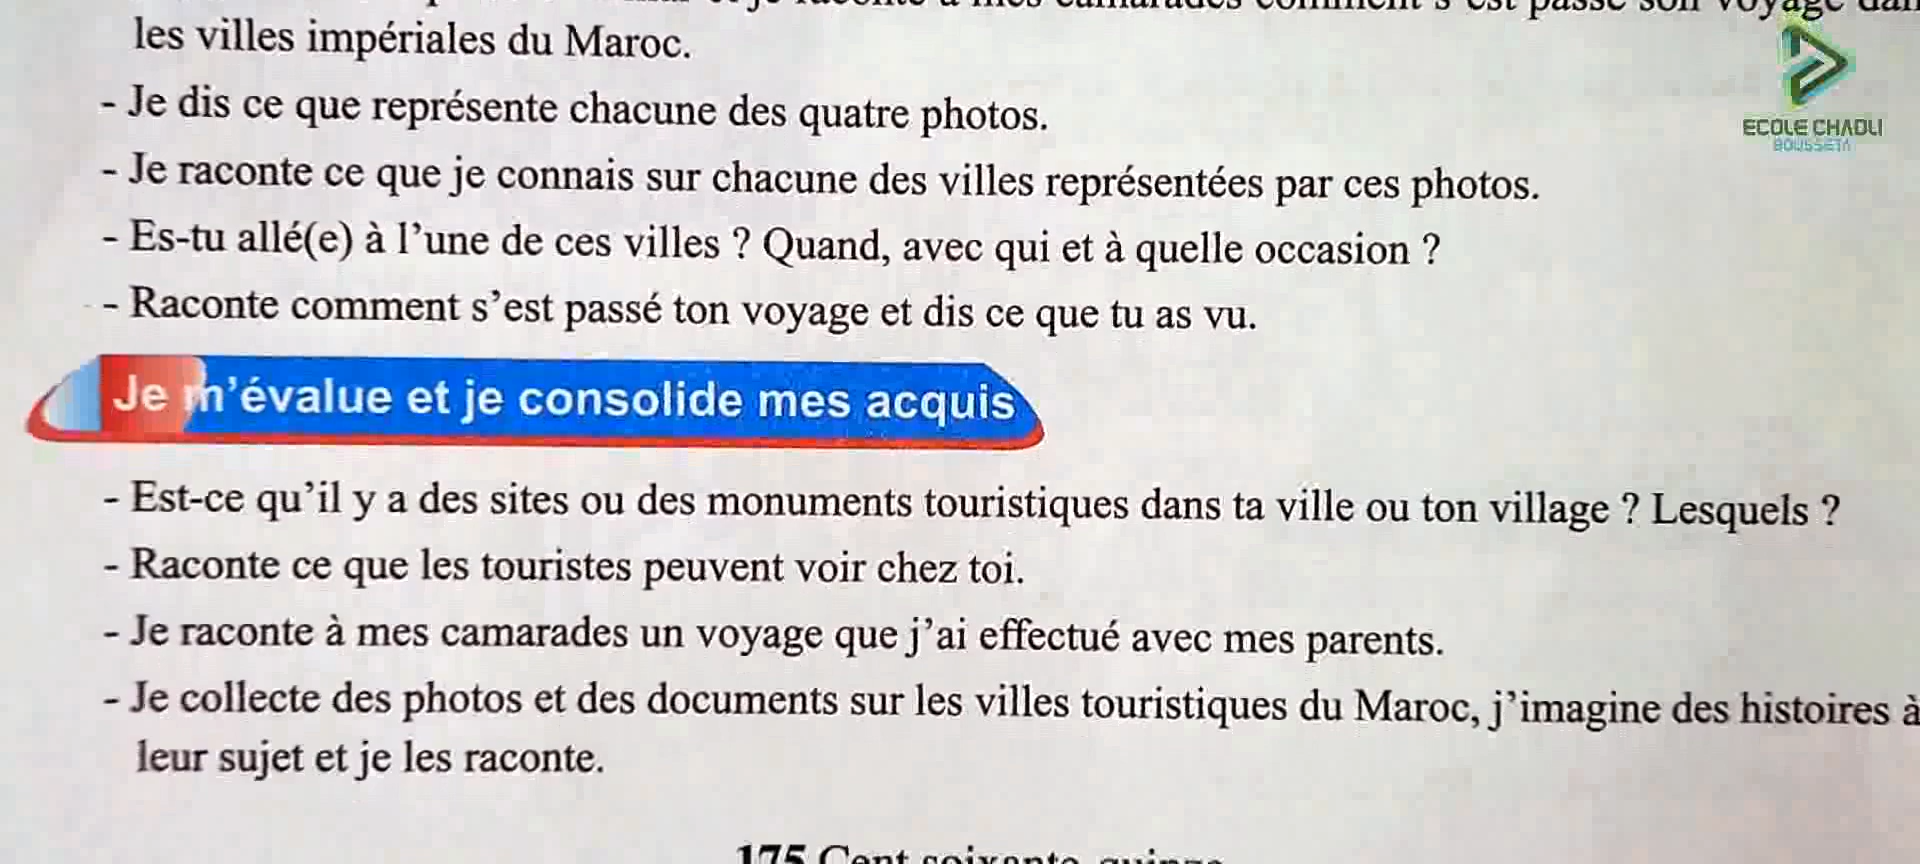 les villes impériales du Maroc.
- Je dis ce que représente chacune des quatre photos.
- Je raconte ce que je connais sur chacune des villes représentées par ces photos.
- Es-tu allé(e) à l'une de ces villes ? Quand, avec qui et à quelle occasion ?
- Raconte comment s'est passé ton voyage et dis ce que tu as vu.
Je m'évalue et je consolide mes acquis
- Est-ce qu'il y a des sites ou des monuments touristiques dans ta ville ou ton village ? Lesquels ?
- Raconte ce que les touristes peuvent voir chez toi.
- Je raconte à mes camarades un voyage que j'ai effectué avec mes parents.
- Je collecte des photos et des documents sur les villes touristiques du Maroc, j'imagine des histoires à
leur sujet et je les raconte.
175 Cent soixante quinze
ECOLE CHADLI
BOUSSETA